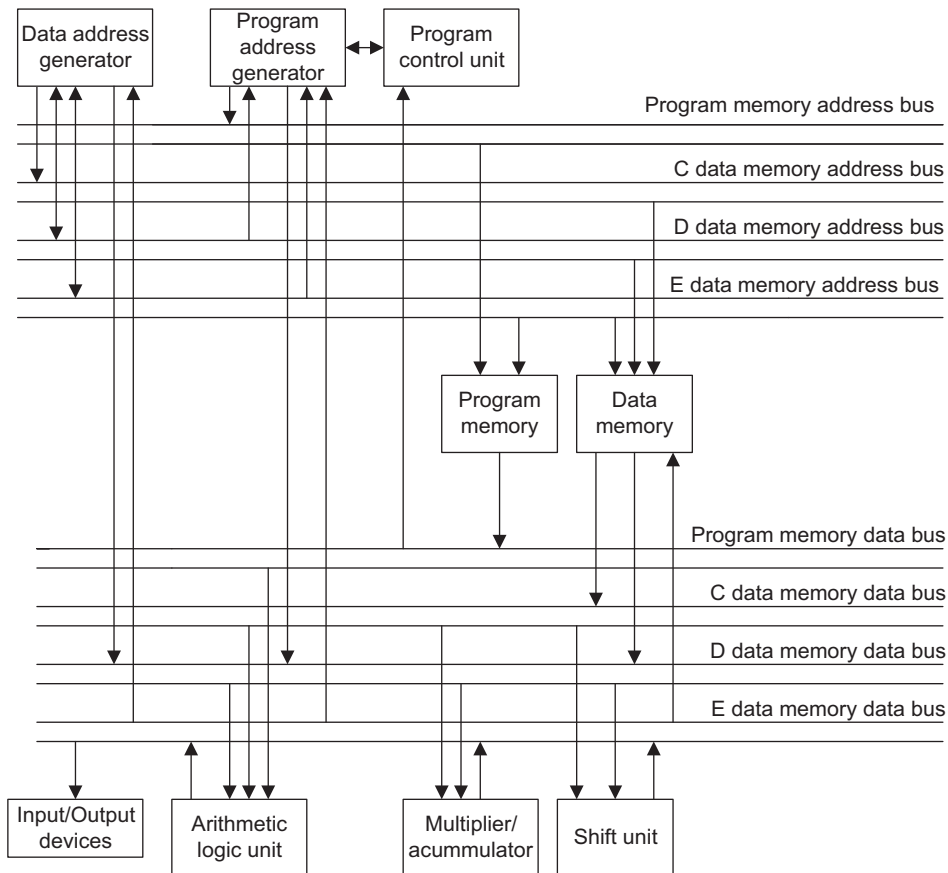 Data address
generator
Program
address
generator
Program
control unit
Program memory address bus
C data memory address bus
D data memory address bus
E data memory address bus
Program
memory
Data
memory
Program memory data bus
C data memory data bus
D data memory data bus
E data memory data bus
Input/Output
devices
Arithmetic
logic unit
Multiplier/
acummulator
Shift unit